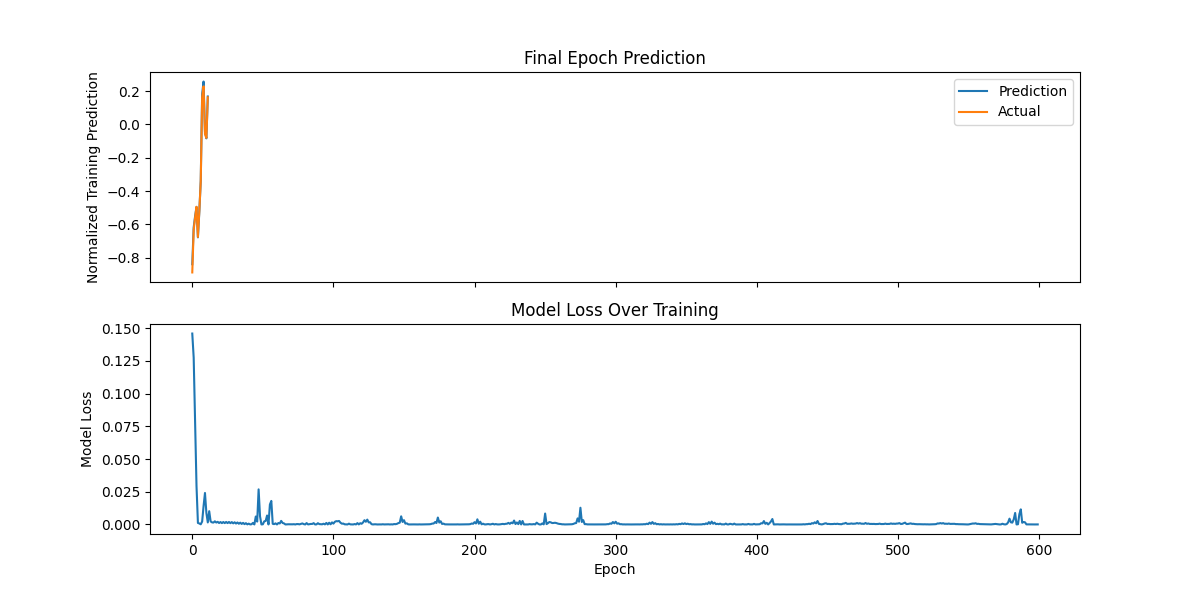 Final Epoch Prediction
Normalized Training Prediction
0.2
0.0
−0.2
−0.4
−0.6
−0.8
Prediction
Actual
Model Loss Over Training
Model Loss
0.150
0.125
0.100
0.075
0.050
0.025
0.000
0 100 200 300 400 500 600
Epoch